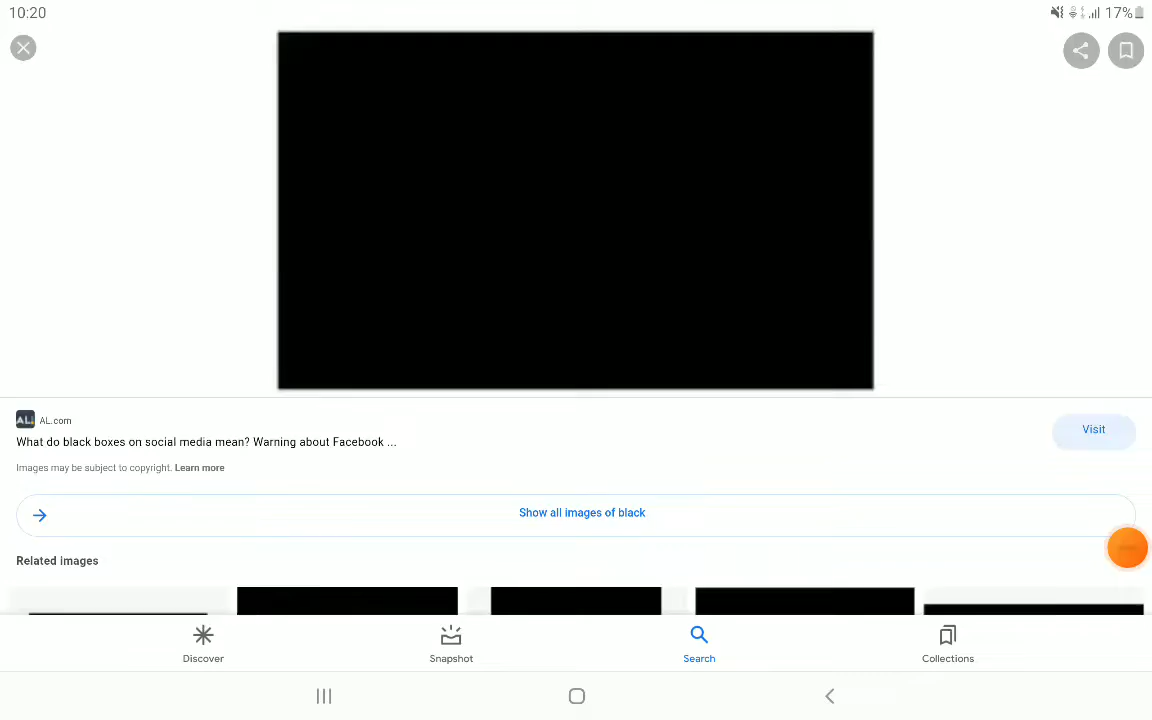 10:20
17%
AL.
AL.com
What do black boxes on social media mean? Warning about Facebook ...
Visit
Images may be subject to copyright. Learn more
Show all images of black
Related images
Discover
Snapshot
Search
Collections